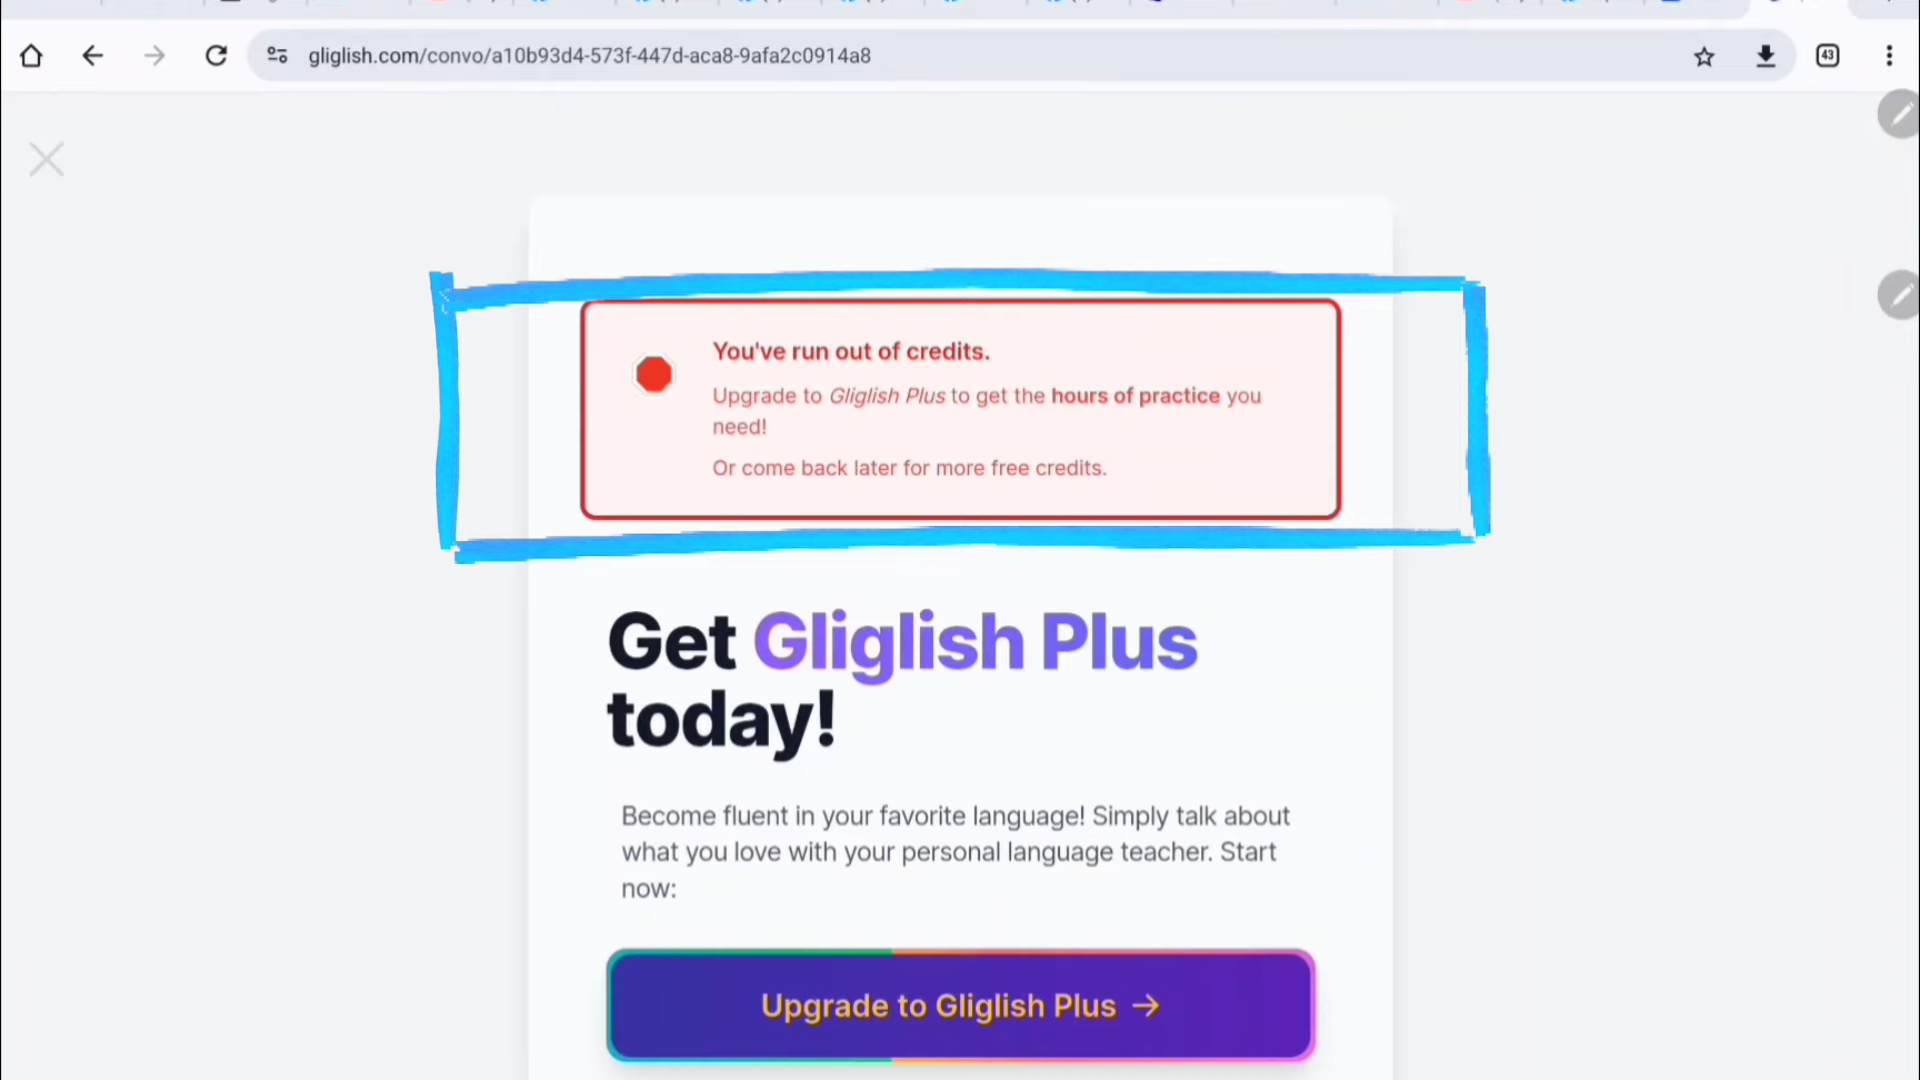 gliglish.com/convo/a10b93d4-573f-447d-aca8-9afa2c0914a8
43
You've run out of credits.
Upgrade to Gliglish Plus to get the hours of practice you
need!
Or come back later for more free credits.
Get Gliglish Plus
today!
Become fluent in your favorite language! Simply talk about
what you love with your personal language teacher. Start
now:
Upgrade to Gliglish Plus →